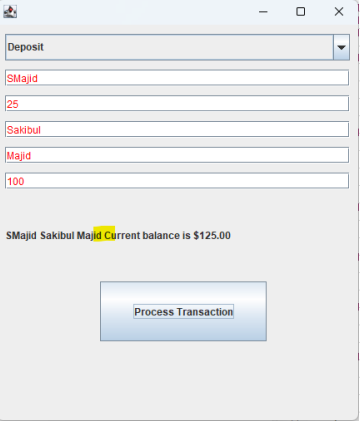 Deposit
SMajid
25
Sakibul
Majid
100
SMajid Sakibul Majid Current balance is $125.00
Process Transaction